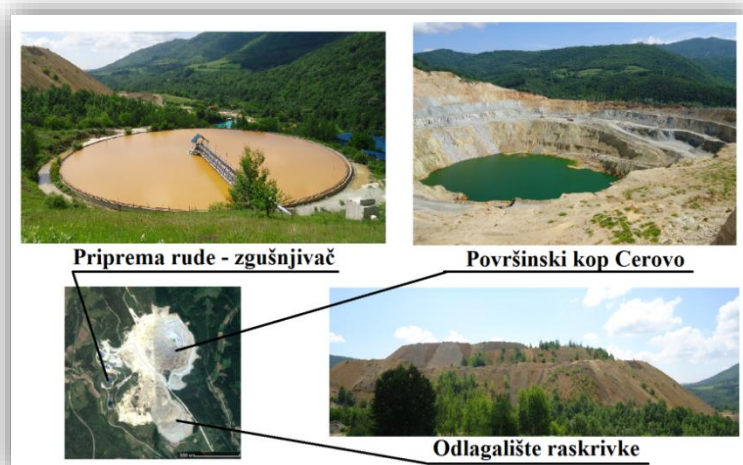 Priprema rude - zgušnjivač
Površinski kop Cerovo
Odlagalište raskrivke